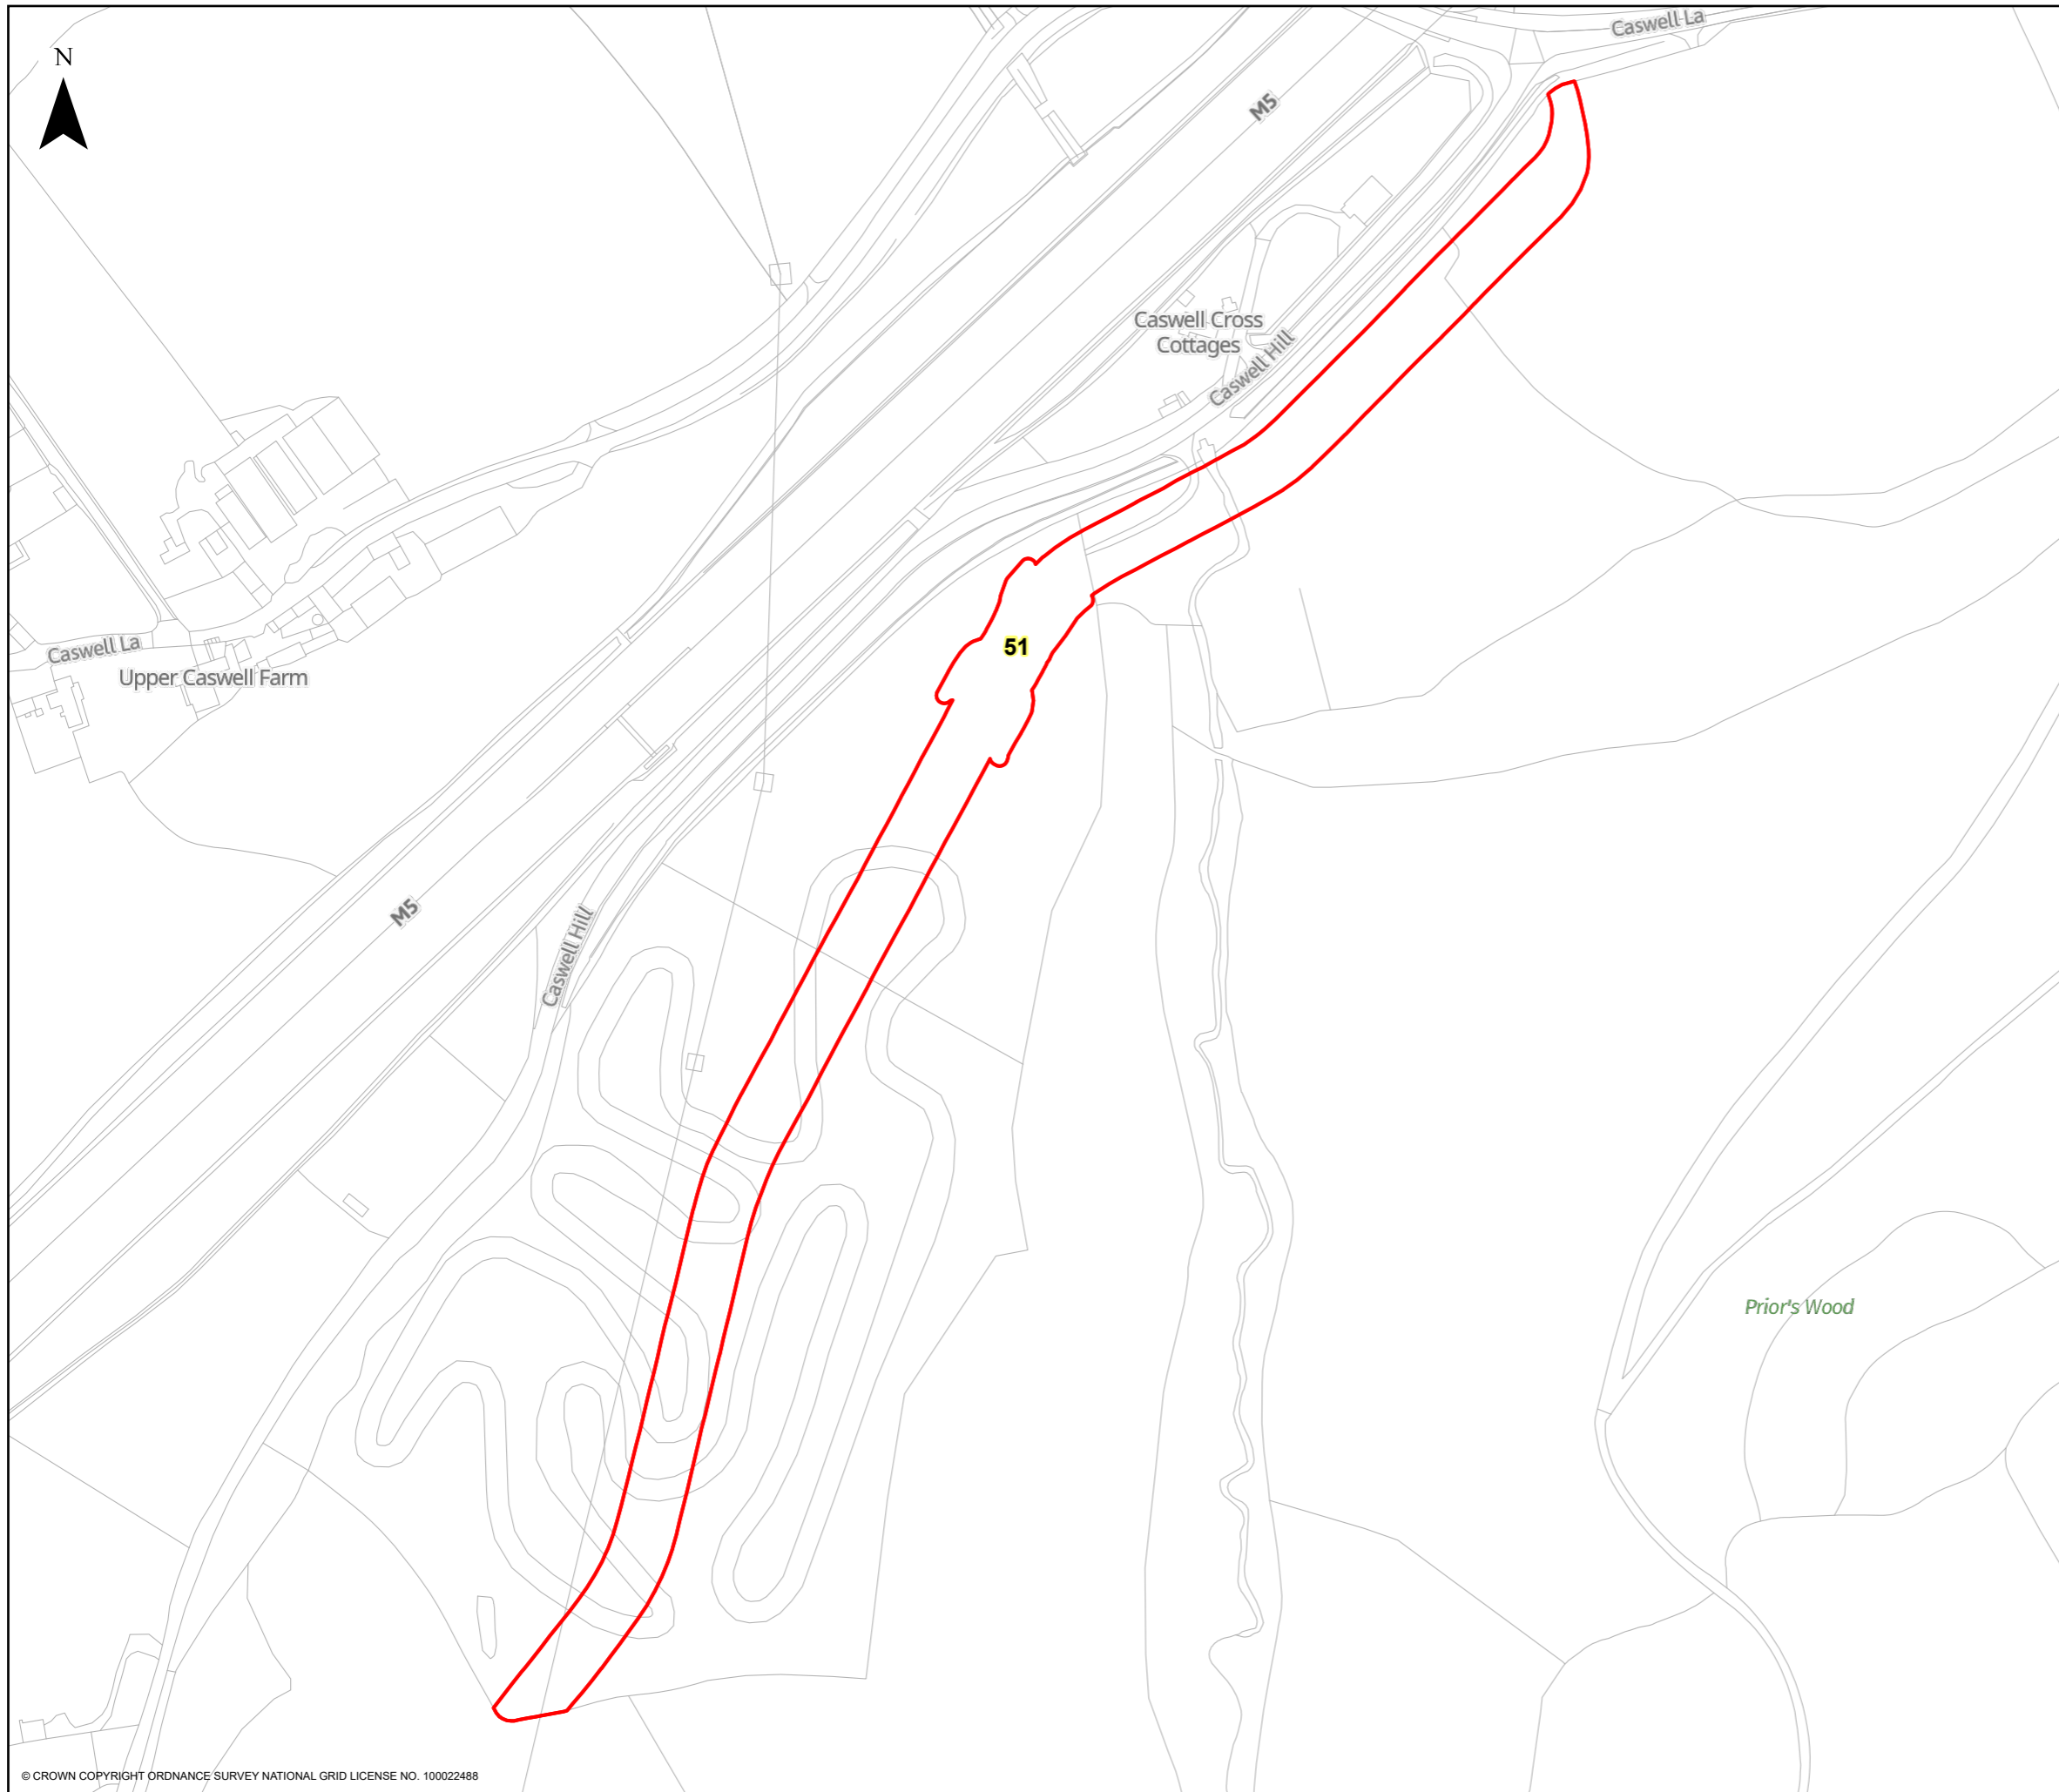 Caswell La
N
M5
Caswell Cross
Cottages
Caswell Hill
51
Caswell La
Upper Caswell Farm
M5
Caswell Hill
Prior's Wood
© CROWN COPYRIGHT ORDNANCE SURVEY NATIONAL GRID LICENSE NO. 100022488